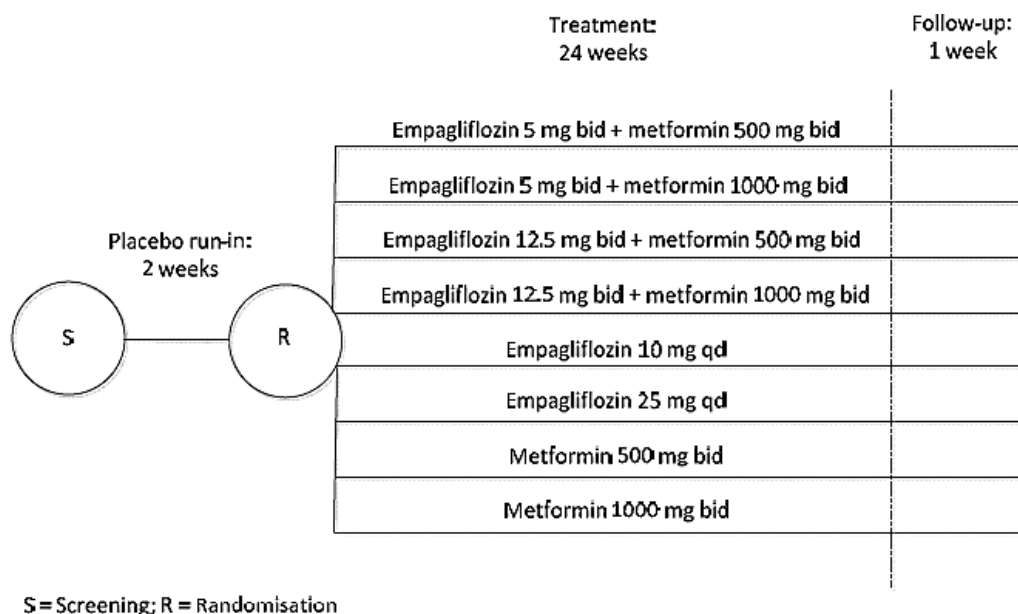 Treatment:
24 weeks
Follow-up:
1 week
Empagliflozin 5 mg bid + metformin 500 mg bid
Empagliflozin 5 mg bid + metformin 1000 mg bid
Placebo run-in:
2 weeks
Empagliflozin 12.5 mg bid + metformin 500 mg bid
Empagliflozin 12.5 mg bid + metformin 1000 mg bid
S
R
Empagliflozin 10 mg qd
Empagliflozin 25 mg qd
Metformin 500 mg bid
Metformin 1000 mg bid
S = Screening; R = Randomisation